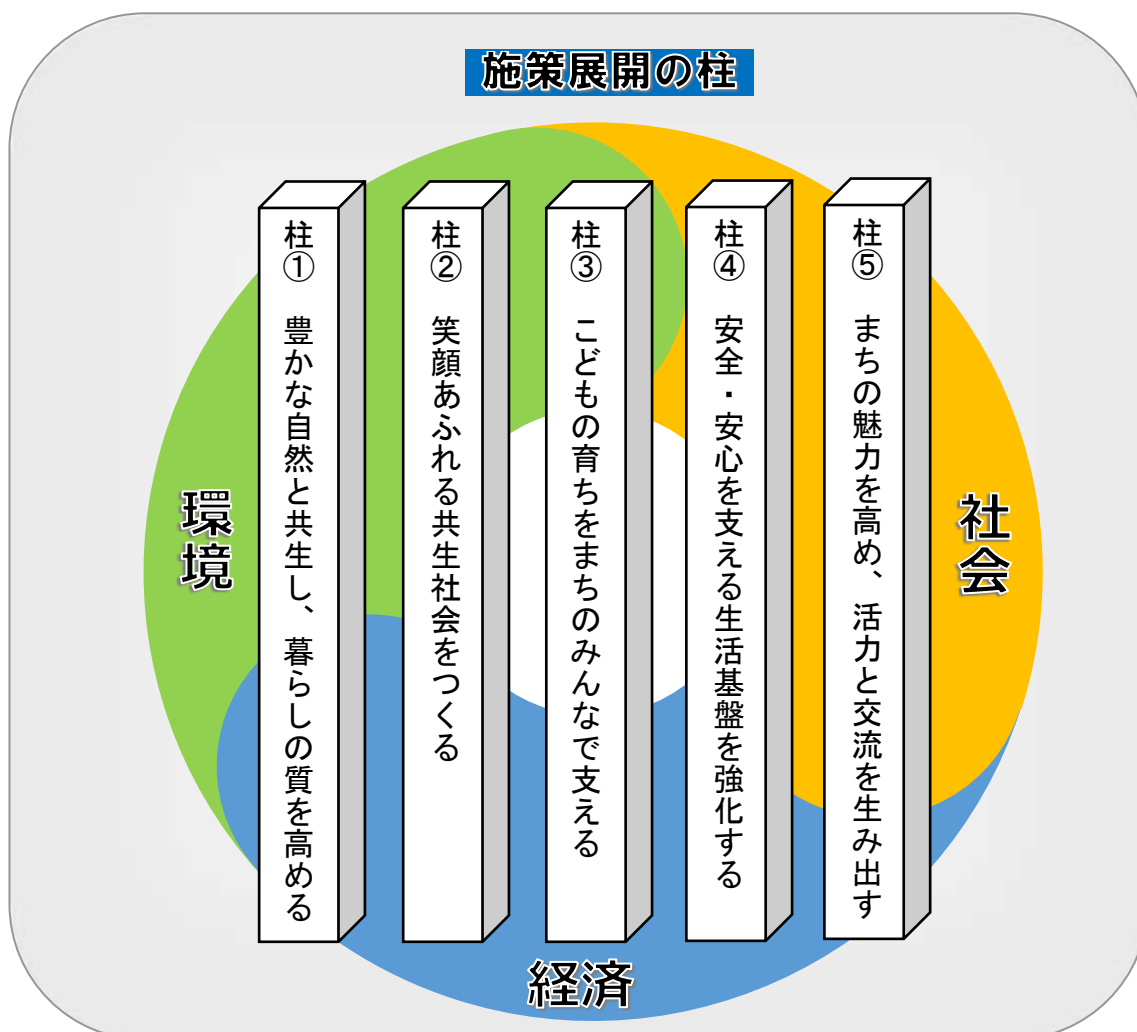 施策展開の柱
柱① 豊かな自然と共生し、暮らしの質を高める
柱② 笑顔あふれる共生社会をつくる
柱③ こどもの育ちをまちのみんなで支える
柱④ 安全・安心を支える生活基盤を強化する
柱⑤ まちの魅力を高め、活力と交流を生み出す
環境
社会
経済